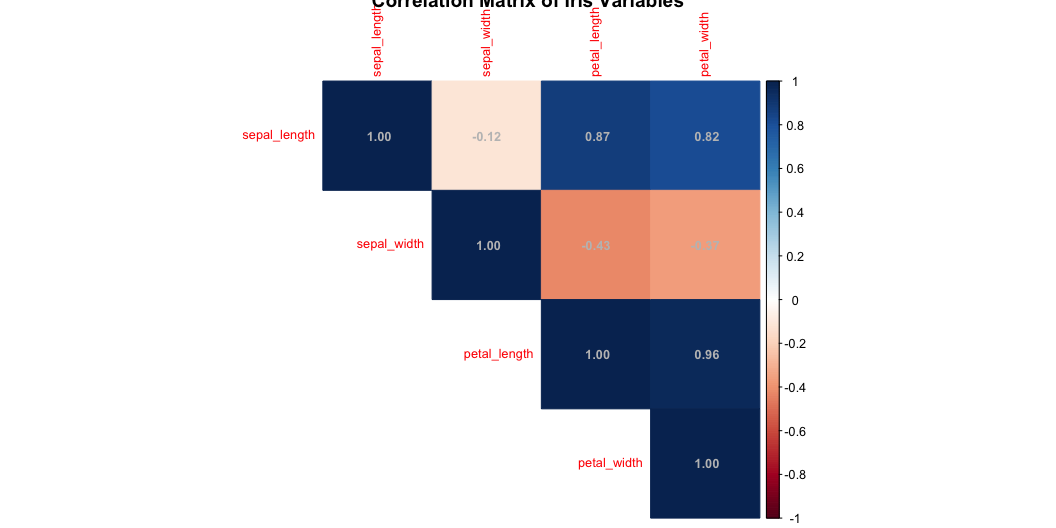 Correlation Matrix of Iris Variables
sepal_length
sepal_width
petal_length
petal_width
sepal_length
1.00
-0.12
0.87
0.82
sepal_width
1.00
-0.43
-0.37
petal_length
1.00
0.96
petal_width
1.00
1
0.8
0.6
0.4
0.2
0
-0.2
-0.4
-0.6
-0.8
-1